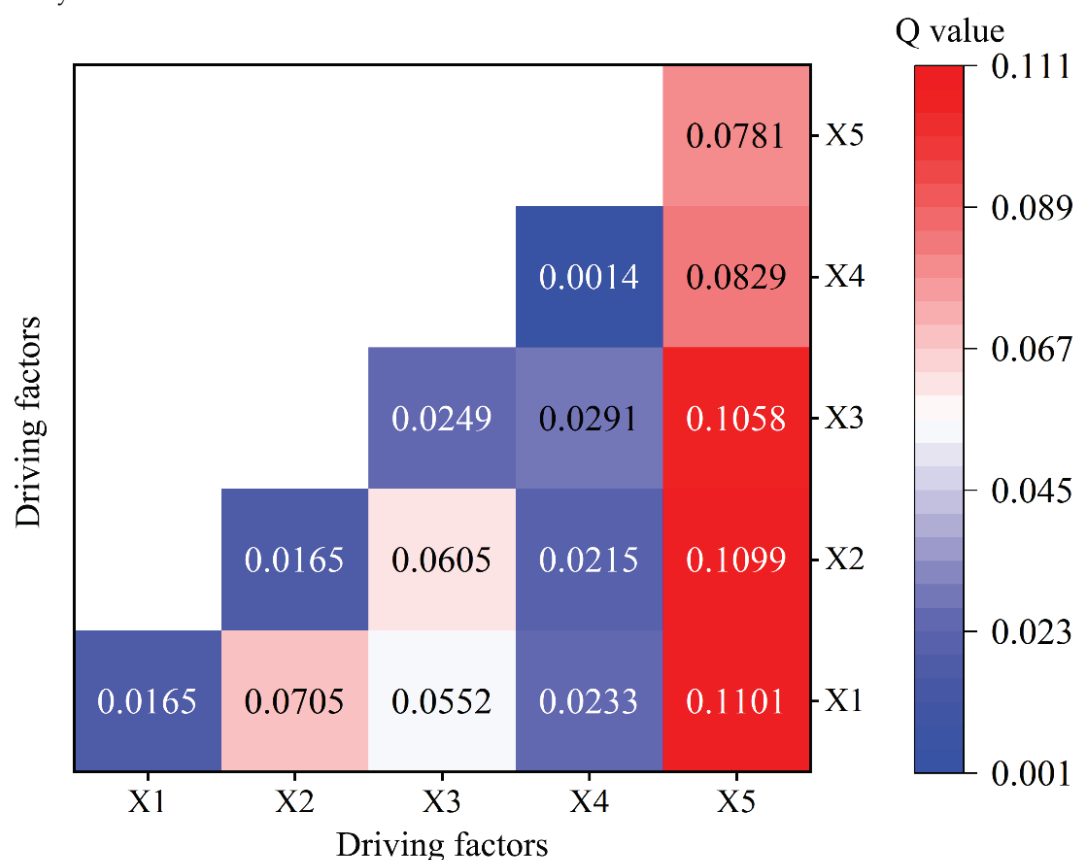 Q value
0.111
0.089
0.067
0.045
0.023
0.001
0.0781
X5
0.0014 0.0829
X4
0.0249 0.0291 0.1058
X3
0.0165 0.0605 0.0215 0.1099
X2
0.0165 0.0705 0.0552 0.0233 0.1101
X1
X1 X2 X3 X4 X5
Driving factors
Driving factors